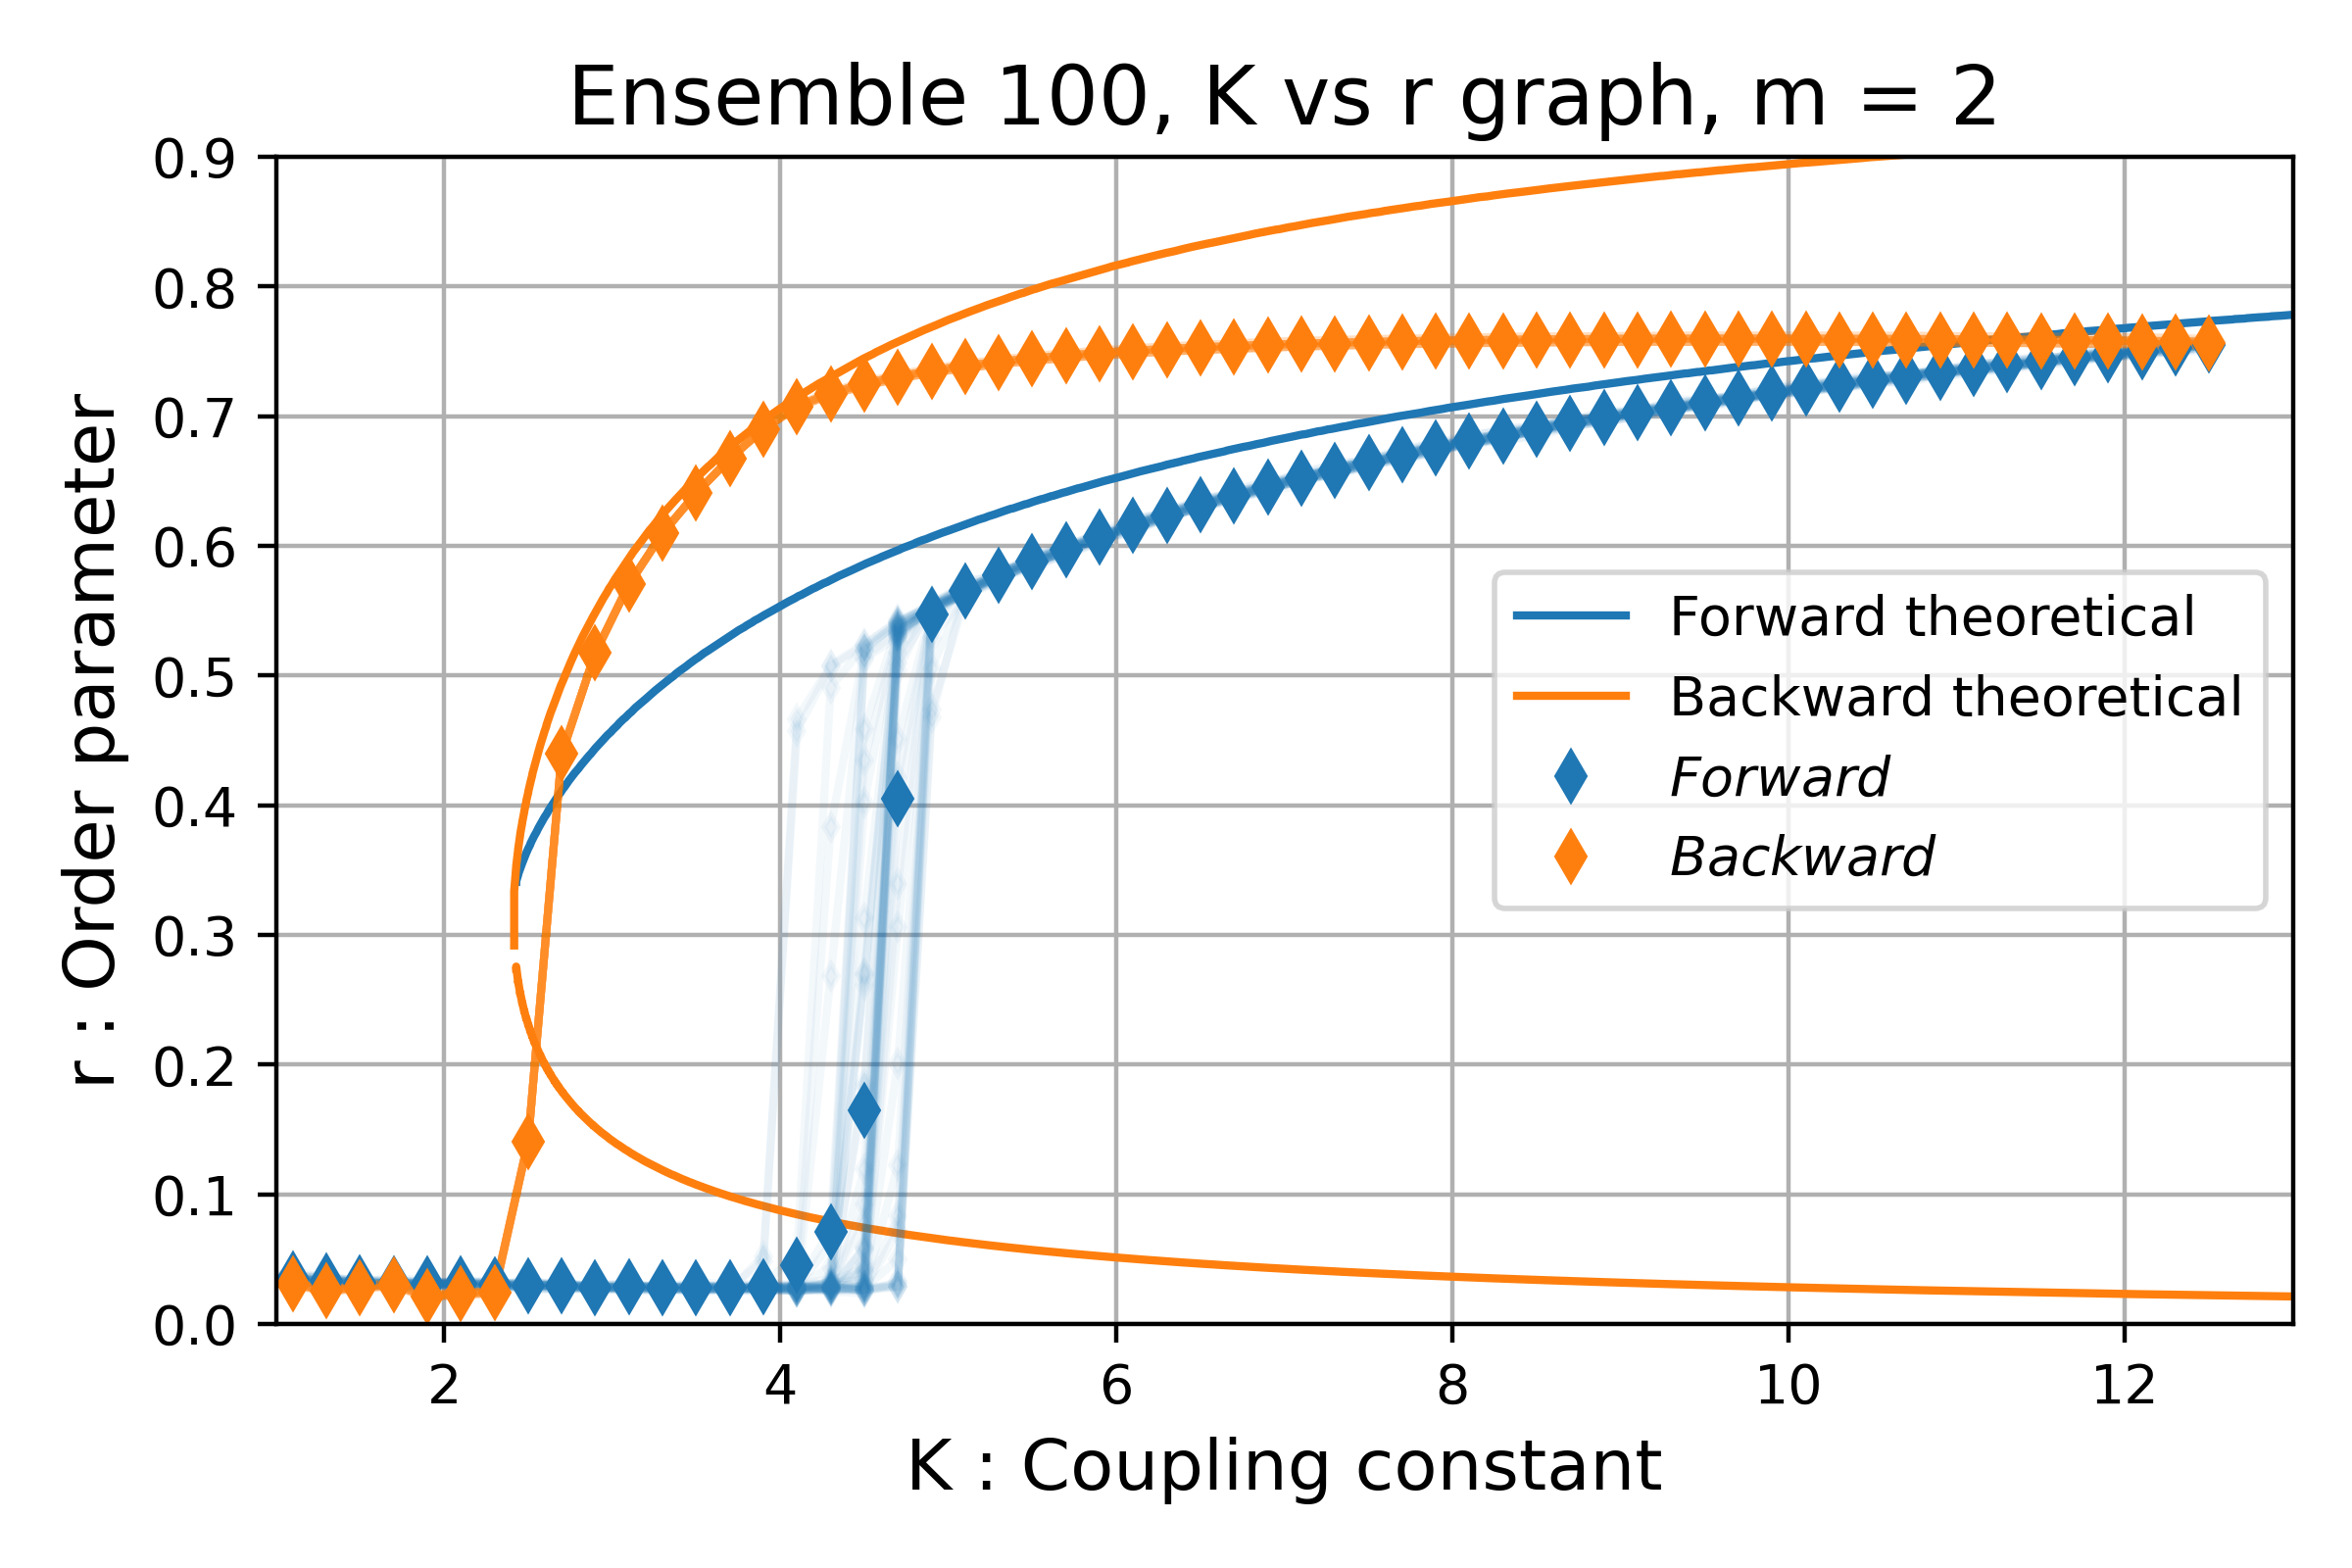 Ensemble 100, K vs r graph, m = 2
0.9
0.8
0.7
0.6
0.5
0.4
0.3
0.2
0.1
0.0
r : Order parameter
Forward theoretical
Backward theoretical
Forward
Backward
2 4 6 8 10 12
K : Coupling constant